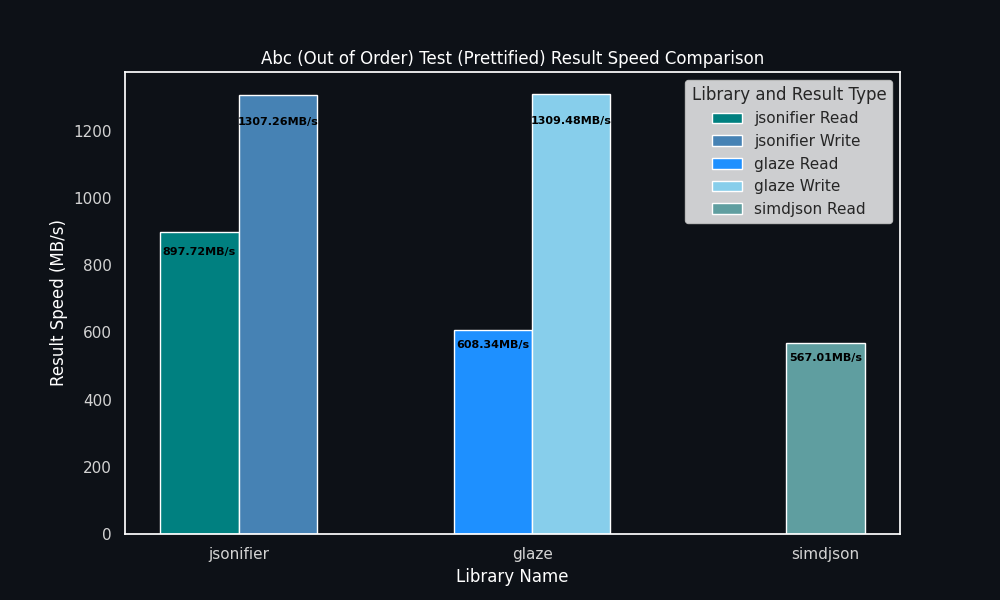 Abc (Out of Order) Test (Prettified) Result Speed Comparison
Library and Result Type
jsonifier Read
jsonifier Write
glaze Read
glaze Write
simdjson Read
Result Speed (MB/s)
1200
1000
800
600
400
200
0
897.72MB/s
1307.26MB/s
608.34MB/s
1309.48MB/s
567.01MB/s
jsonifier
glaze
simdjson
Library Name